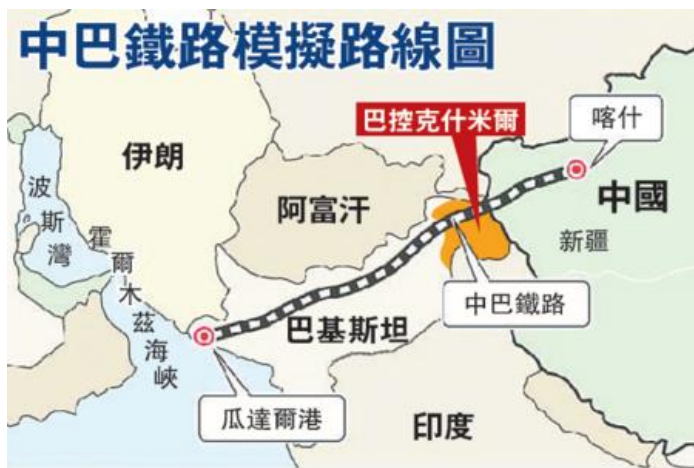 中巴鐵路模擬路線圖
巴控克什米爾
喀什
伊朗
中國
波斯灣
阿富汗
新疆
霍爾木茲海峽
中巴鐵路
巴基斯坦
瓜達爾港
印度